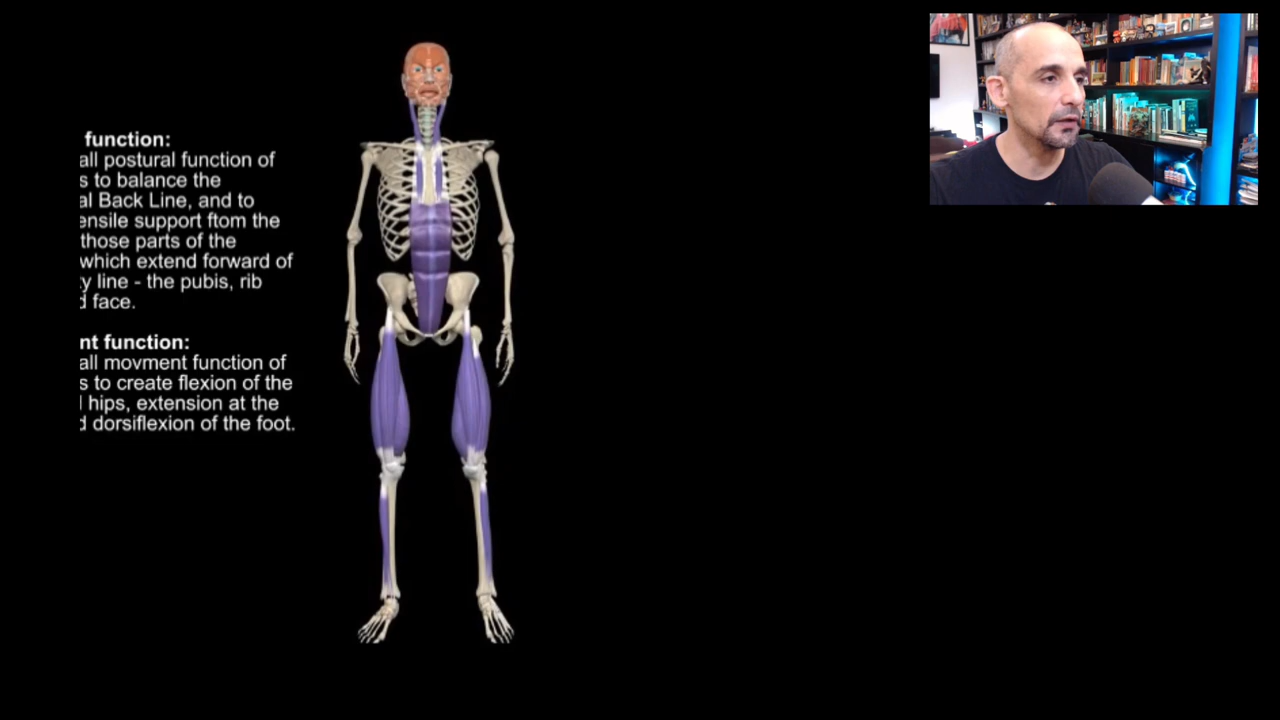 function:
all postural function of
s to balance the
al Back Line, and to
ensile support ftom the
those parts of the
which extend forward of
y line - the pubis, rib
d face.
nt function:
all movment function of
s to create flexion of the
l hips, extension at the
d dorsiflexion of the foot.